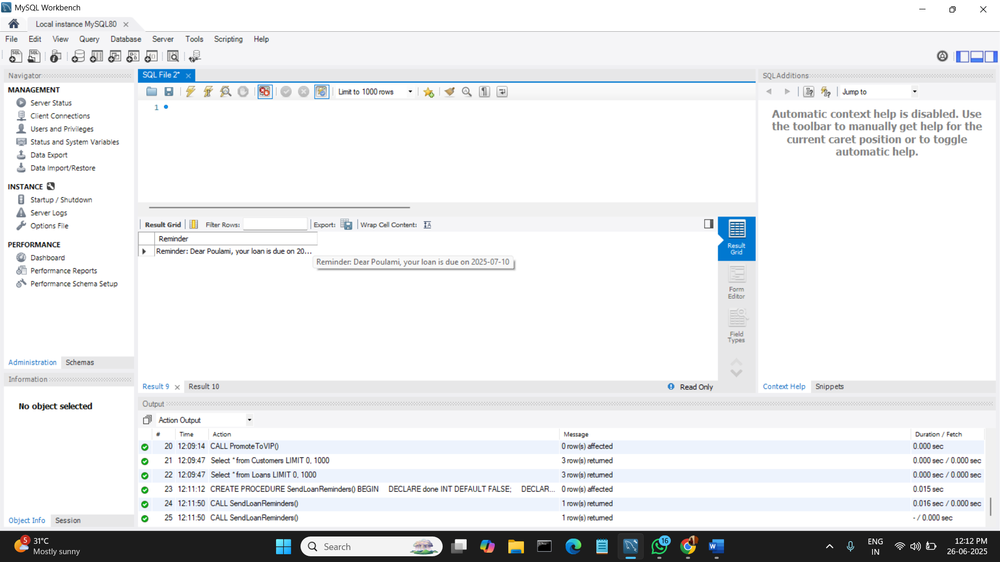 MySQL Workbench
Local instance MySQL80
File Edit View Query Database Server Tools Scripting Help
Navigator
MANAGEMENT
Server Status
Client Connections
Users and Privileges
Status and System Variables
Data Export
Data Import/Restore
INSTANCE
Startup / Shutdown
Server Logs
Options File
PERFORMANCE
Dashboard
Performance Reports
Performance Schema Setup
Administration Schemas
Information
No object selected
Object Info Session
SQL File 2*
Limit to 1000 rows
1
Result Grid Filter Rows: Export: Wrap Cell Content:
Reminder
Reminder: Dear Poulami, your loan is due on 20...
Reminder: Dear Poulami, your loan is due on 2025-07-10
Result
Grid
Form
Editor
Field
Types
Result 9 Result 10 Read Only
SQLAdditions
Jump to
Automatic context help is disabled. Use
the toolbar to manually get help for the
current caret position or to toggle
automatic help.
Context Help Snippets
Output
Action Output
# Time Action Message Duration / Fetch
20 12:09:14 CALL PromoteToVIP() 0 row(s) affected 0.000 sec
21 12:09:47 Select * from Customers LIMIT 0, 1000 3 row(s) returned 0.000 sec / 0.000 sec
22 12:09:47 Select * from Loans LIMIT 0, 1000 3 row(s) returned 0.000 sec / 0.000 sec
23 12:11:12 CREATE PROCEDURE SendLoanReminders() BEGIN DECLARE done INT DEFAULT FALSE; DECLAR... 0 row(s) affected 0.015 sec
24 12:11:50 CALL SendLoanReminders() 1 row(s) returned 0.016 sec / 0.000 sec
25 12:11:50 CALL SendLoanReminders() 1 row(s) returned - / 0.000 sec
5
31°C
Mostly sunny
Search
16
ENG
IN
12:12 PM
26-06-2025